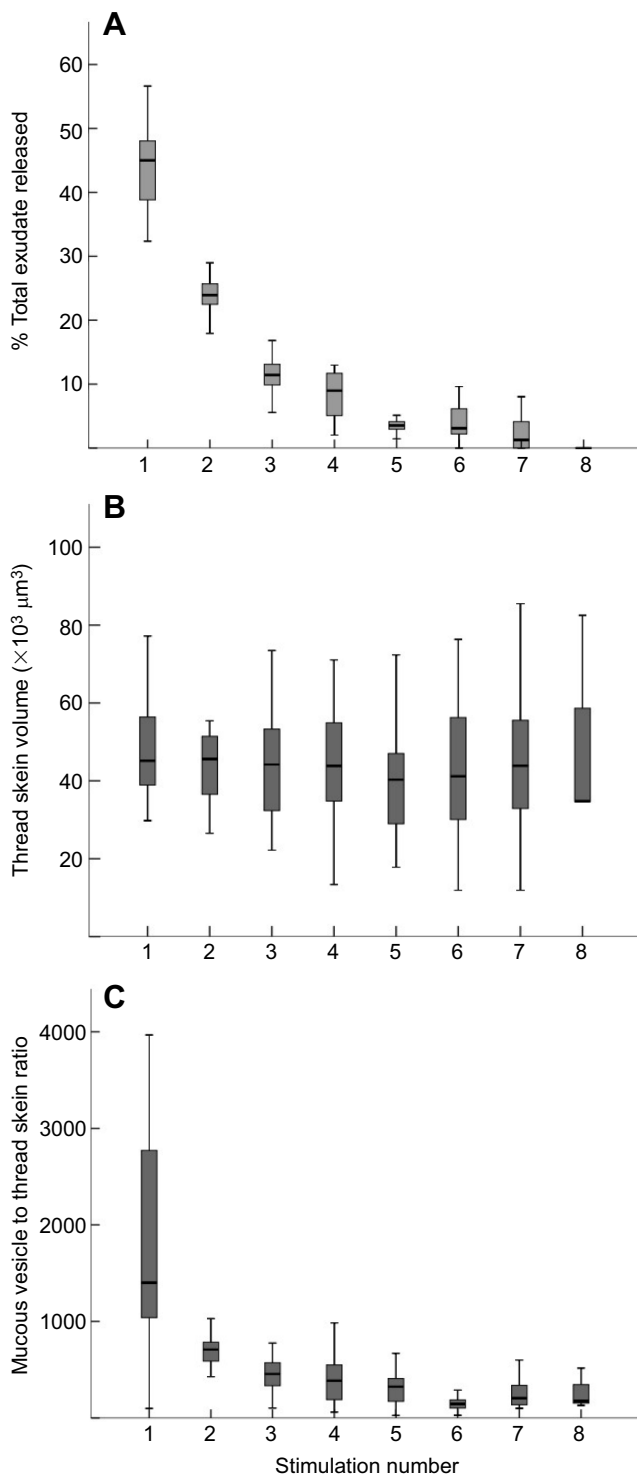 A
% Total exudate released
60
50
40
30
20
10
1 2 3 4 5 6 7 8
B
Thread skein volume (×10³ μm³)
100
80
60
40
20
1 2 3 4 5 6 7 8
C
Mucous vesicle to thread skein ratio
4000
3000
2000
1000
1 2 3 4 5 6 7 8
Stimulation number